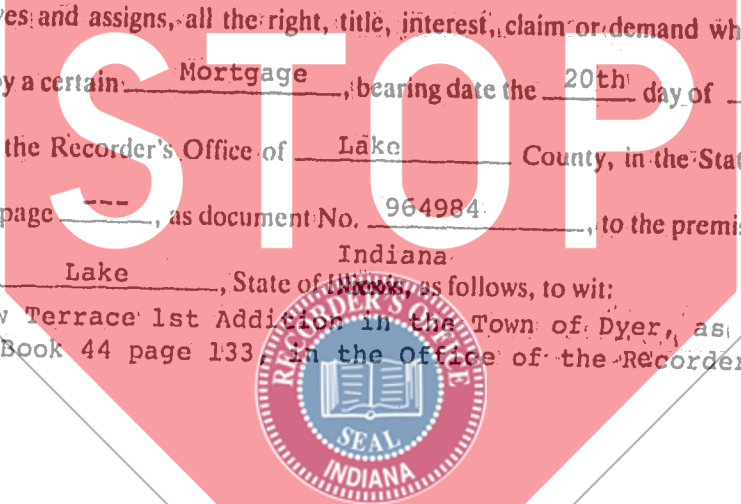 ves and assigns, all the right, title, interest, claim or demand wh
y a certain Mortgage, bearing date the 20th day of
the Recorder's Office of Lake County, in the Stat
page ---, as document No. 964984, to the premis
Indiana
Lake, State of Illinois, as follows, to wit:
w Terrace 1st Addition in the Town of Dyer, as
Book 44 page 133, in the Office of the Recorder
STOP
RECORDER'S OFFICE
SEAL
INDIANA